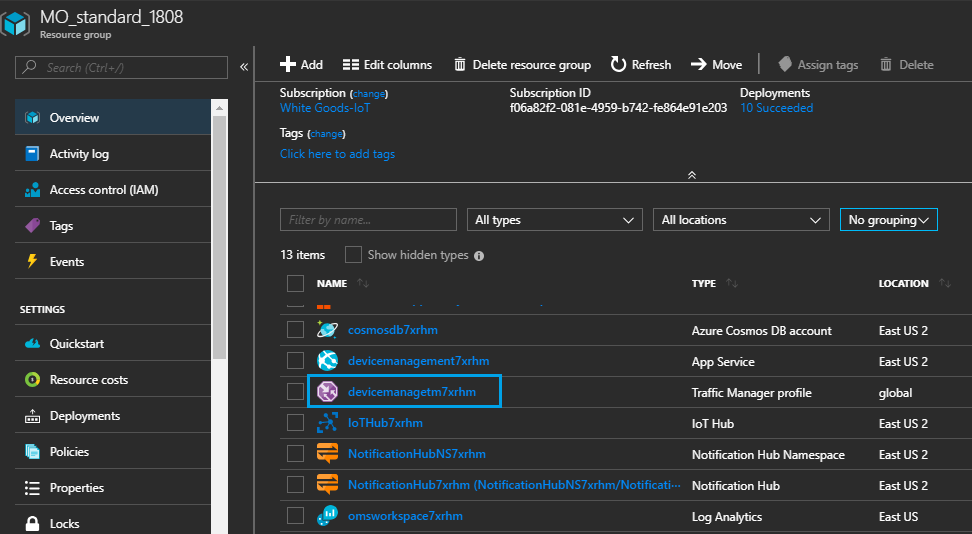 MO_standard_1808
Resource group
Search (Ctrl+/)
Overview
Activity log
Access control (IAM)
Tags
Events
SETTINGS
Quickstart
Resource costs
Deployments
Policies
Properties
Locks
Add Edit columns Delete resource group Refresh Move Assign tags Delete
Subscription (change) Subscription ID Deployments
White Goods-IoT f06a82f2-081e-4959-b742-fe864e91e203 10 Succeeded
Tags (change)
Click here to add tags
Filter by name... All types All locations No grouping
13 items Show hidden types
NAME TYPE LOCATION
cosmosdb7xrhm Azure Cosmos DB account East US 2
devicemanagement7xrhm App Service East US 2
devicemanagetm7xrhm Traffic Manager profile global
IoTHub7xrhm IoT Hub East US 2
NotificationHubNS7xrhm Notification Hub Namespace East US 2
NotificationHub7xrhm (NotificationHubNS7xrhm/Notificati··· Notification Hub East US 2
omsworkspace7xrhm Log Analytics East US